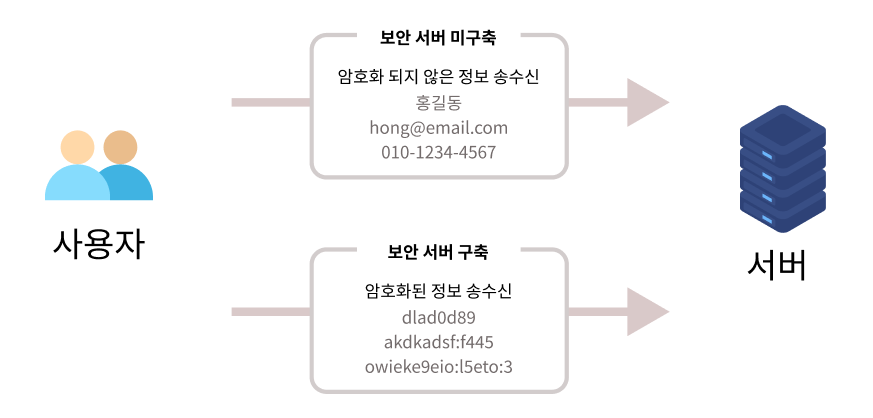 보안 서버 미구축
암호화 되지 않은 정보 송수신
홍길동
hong@email.com
010-1234-4567
사용자
서버
보안 서버 구축
암호화된 정보 송수신
dlad0d89
akdkadsf:f445
owieke9eio:l5eto:3